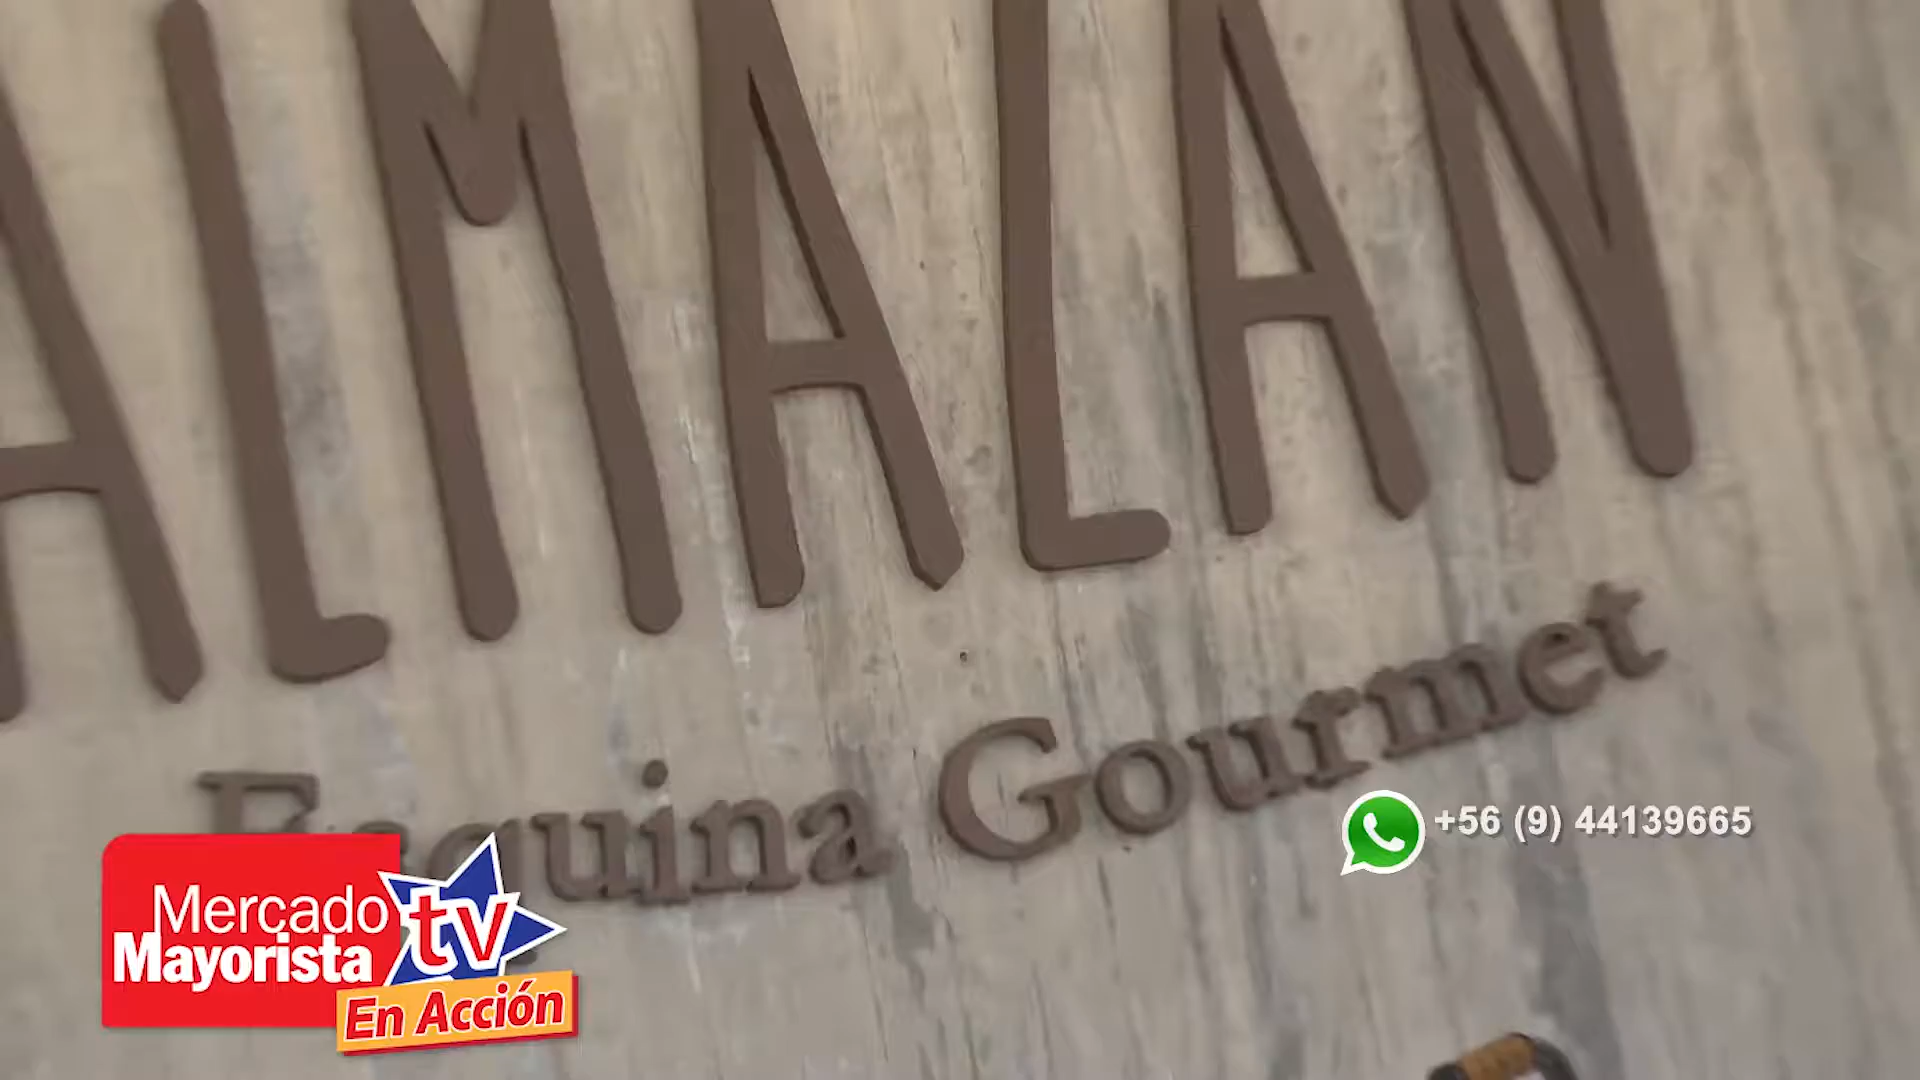 ALMALAN
Esquina Gourmet
+56 (9) 44139665
Mercado
Mayorista
tv
En Acción